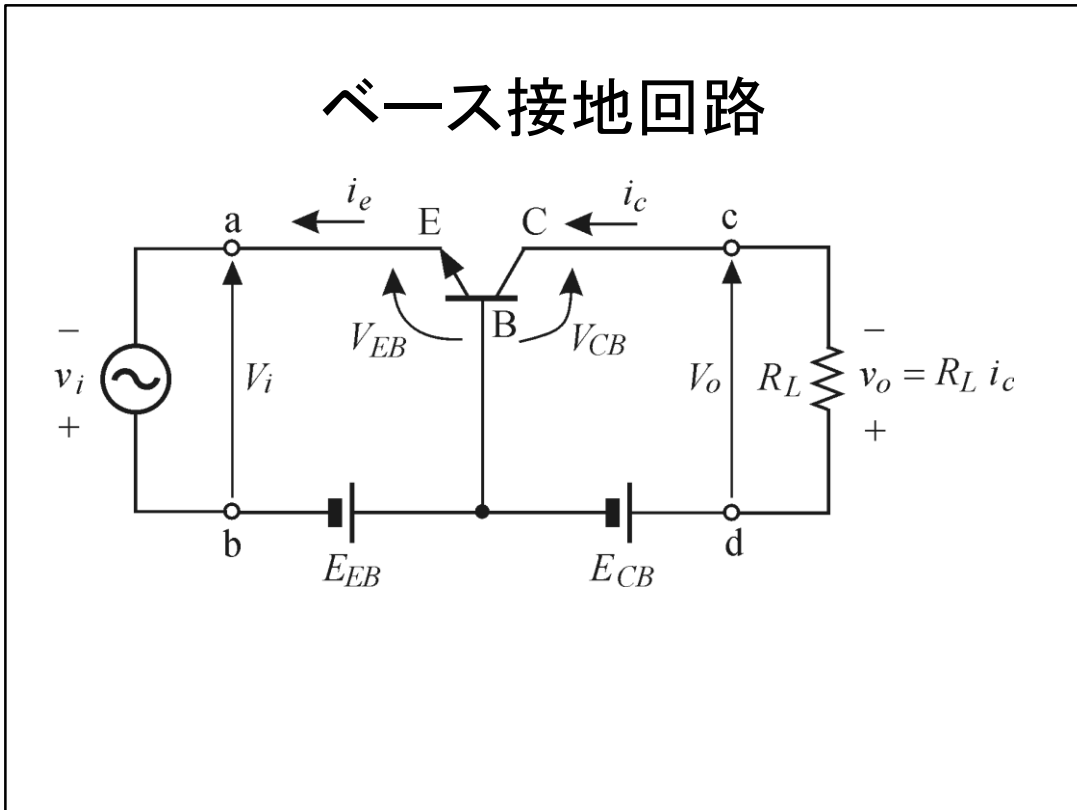 ベース接地回路
i_e
i_c
a
E
C
c
B
V_EB
V_CB
−
v_i
+
V_i
V_o
R_L
−
v_o = R_L i_c
+
b
d
E_EB
E_CB